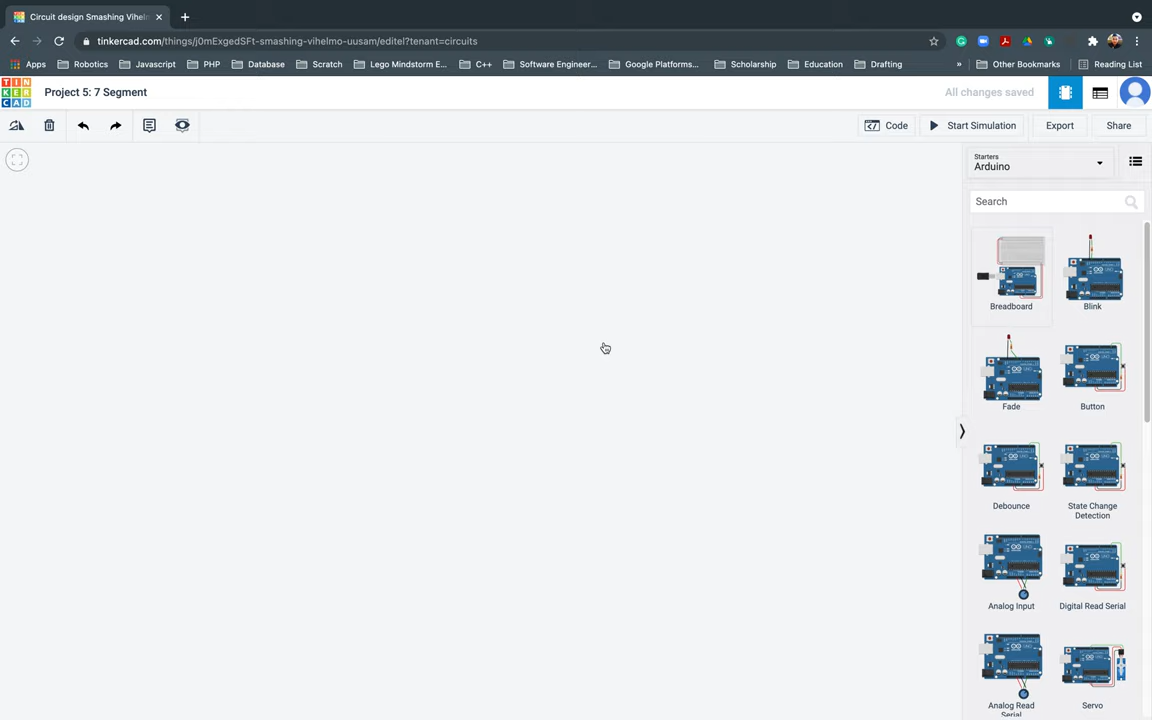 Circuit design Smashing Vihelm
tinkercad.com/things/j0mExgedSFt-smashing-vihelmo-uusam/editel?tenant=circuits
Apps Robotics Javascript PHP Database Scratch Lego Mindstorm E... C++ Software Engineer... Google Platforms... Scholarship Education Drafting » Other Bookmarks Reading List
TIN
KER
CAD
Project 5: 7 Segment
All changes saved
Code Start Simulation Export Share
Starters
Arduino
Search
Breadboard Blink
Fade Button
Debounce State Change
Detection
Analog Input Digital Read Serial
Analog Read
Serial
Servo